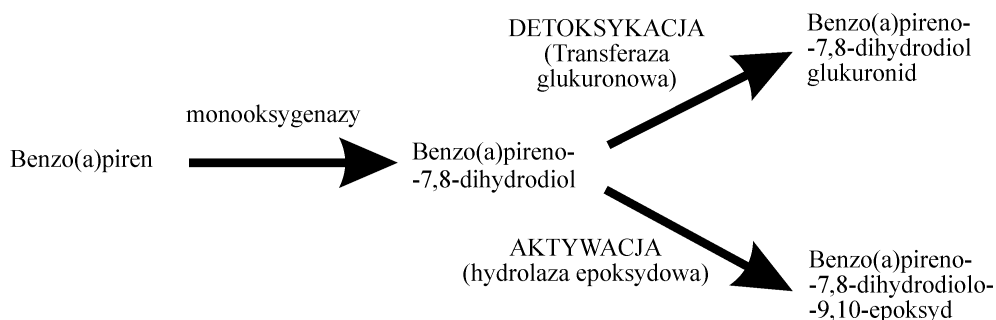 Benzo(a)piren
monooksygenazy
Benzo(a)pireno-
-7,8-dihydrodiol
DETOKSYKACJA
(Transferaza
glukuronowa)
Benzo(a)pireno-
-7,8-dihydrodiol
glukuronid
AKTYWACJA
(hydrolaza epoksydowa)
Benzo(a)pireno-
-7,8-dihydrodiolo-
-9,10-epoksyd